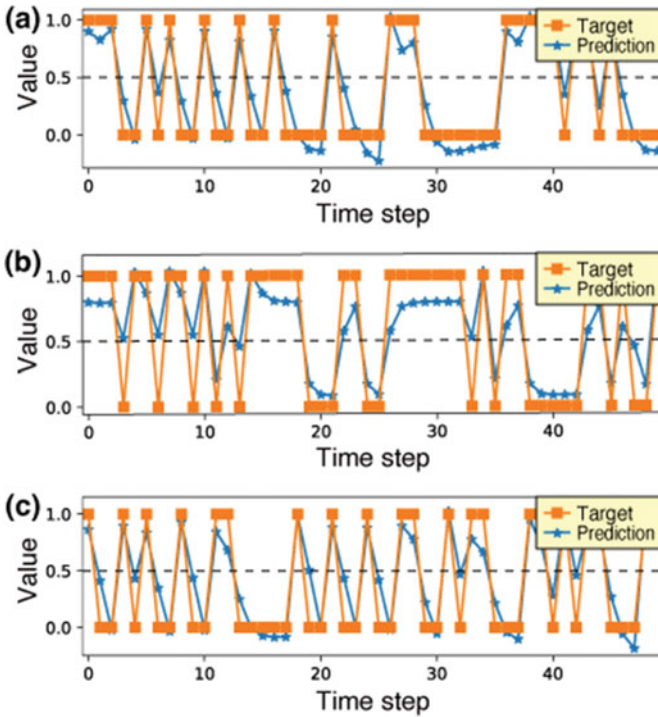 (a)
1.0
0.5
0.0
Value
Target
Prediction
0 10 20 30 40
Time step
(b)
1.0
0.5
0.0
Value
Target
Prediction
0 10 20 30 40
Time step
(c)
1.0
0.5
0.0
Value
Target
Prediction
0 10 20 30 40
Time step